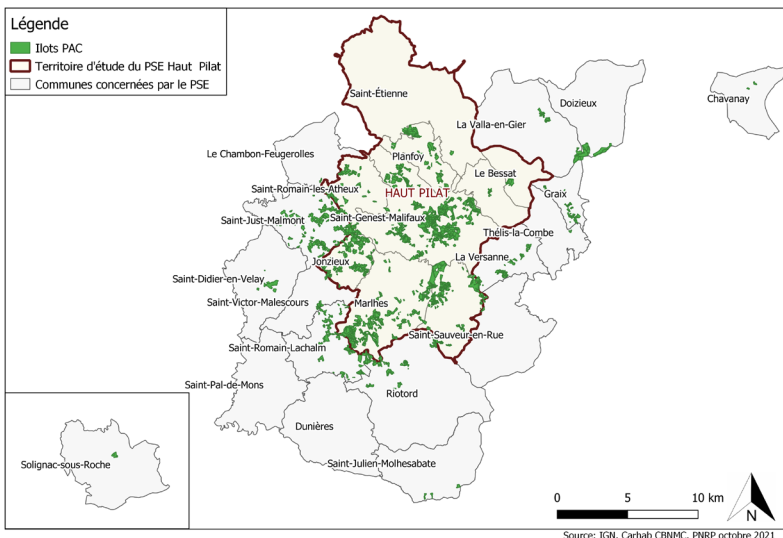 Légende
Ilots PAC
Territoire d'étude du PSE Haut Pilat
Communes concernées par le PSE
Saint-Étienne
Doizieux
Chavanay
La Valla-en-Gier
Le Chambon-Feugerolles
Planfoy
Le Bessat
Saint-Romain-les-Atheux
HAUT PILAT
Graix
Saint-Just-Malmont
Saint-Genest-Malifaux
Thélis-la-Combe
Jonzieux
La Versanne
Saint-Didier-en-Velay
Saint-Victor-Malescours
Marlhes
Saint-Sauveur-en-Rue
Saint-Romain-Lachalm
Saint-Pal-de-Mons
Riotord
Dunières
Solignac-sous-Roche
Saint-Julien-Molhesabate
0 5 10 km
N
Source: IGN, Carhab CBNMC, PNRP octobre 2021